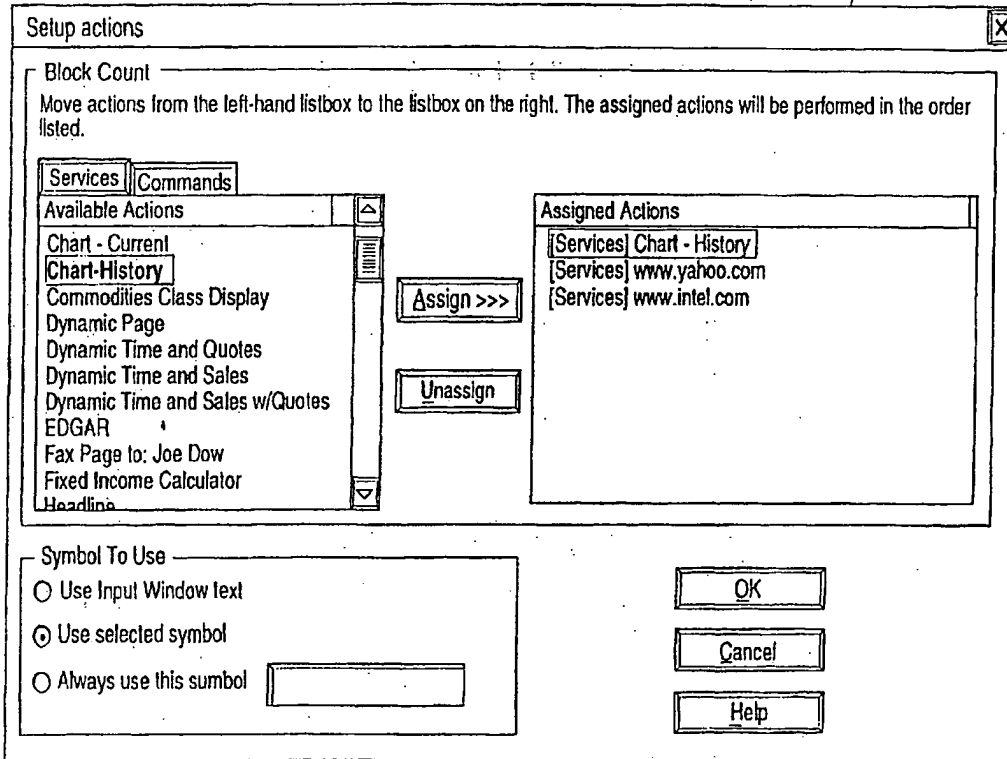 Setup actions
X
Block Count
Move actions from the left-hand listbox to the listbox on the right. The assigned actions will be performed in the order
listed.
Services Commands
Available Actions
Chart - Current
Chart-History
Commodities Class Display
Dynamic Page
Dynamic Time and Quotes
Dynamic Time and Sales
Dynamic Time and Sales w/Quotes
EDGAR
Fax Page to: Joe Dow
Fixed Income Calculator
Headline
Assign >>>
Unassign
Assigned Actions
[Services] Chart - History
[Services] www.yahoo.com
[Services] www.intel.com
Symbol To Use
Use Input Window text
Use selected symbol
Always use this sumbol
OK
Cancel
Help